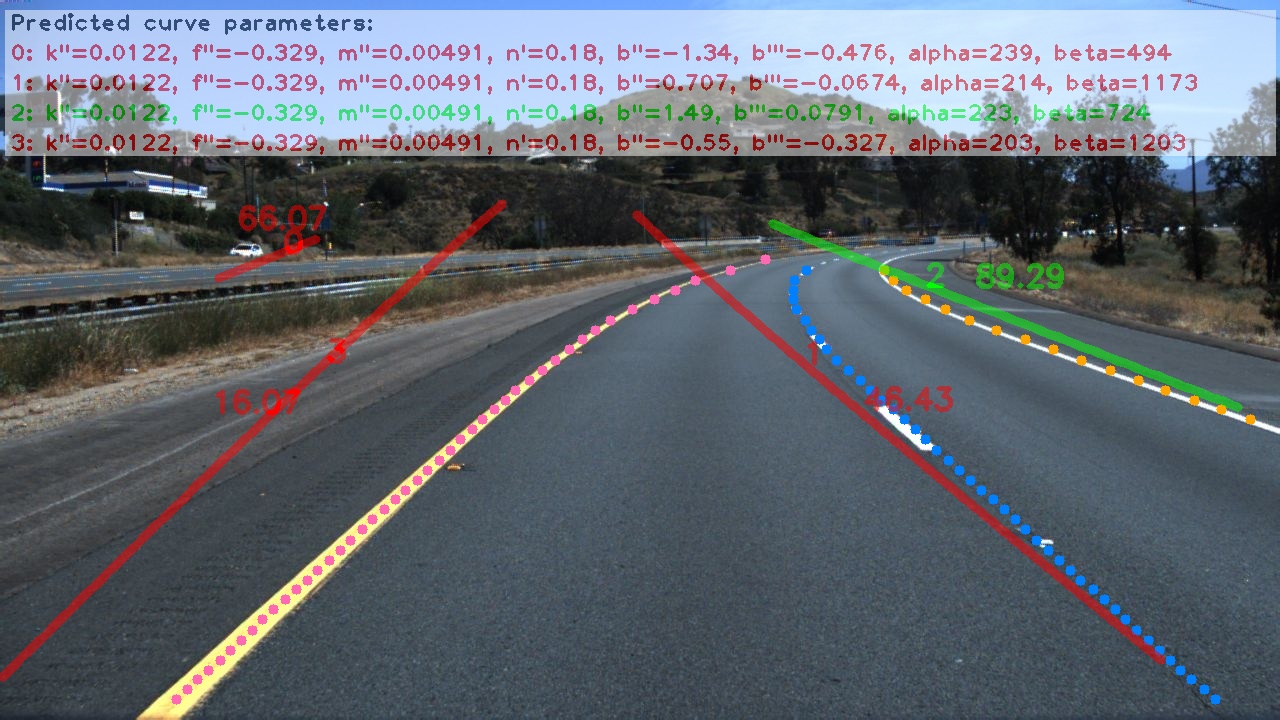 Predicted curve parameters:
0: k''=0.0122, f''=-0.329, m''=0.00491, n'=0.18, b''=-1.34, b'''=-0.476, alpha=239, beta=494
1: k''=0.0122, f''=-0.329, m''=0.00491, n'=0.18, b''=0.707, b'''=-0.0674, alpha=214, beta=1173
2: k''=0.0122, f''=-0.329, m''=0.00491, n'=0.18, b''=1.49, b'''=0.0791, alpha=223, beta=724
3: k''=0.0122, f''=-0.329, m''=0.00491, n'=0.18, b''=-0.55, b'''=-0.327, alpha=203, beta=1203
66.07
0
2 89.29
3
1
16.07
46.43